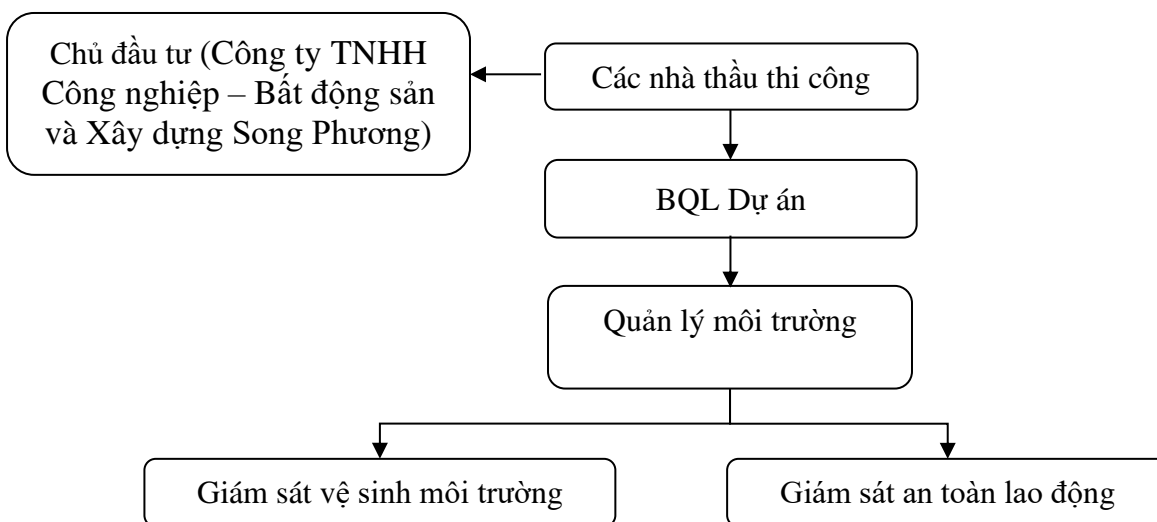 Chủ đầu tư (Công ty TNHH
Công nghiệp – Bất động sản
và Xây dựng Song Phương)
Các nhà thầu thi công
BQL Dự án
Quản lý môi trường
Giám sát vệ sinh môi trường
Giám sát an toàn lao động